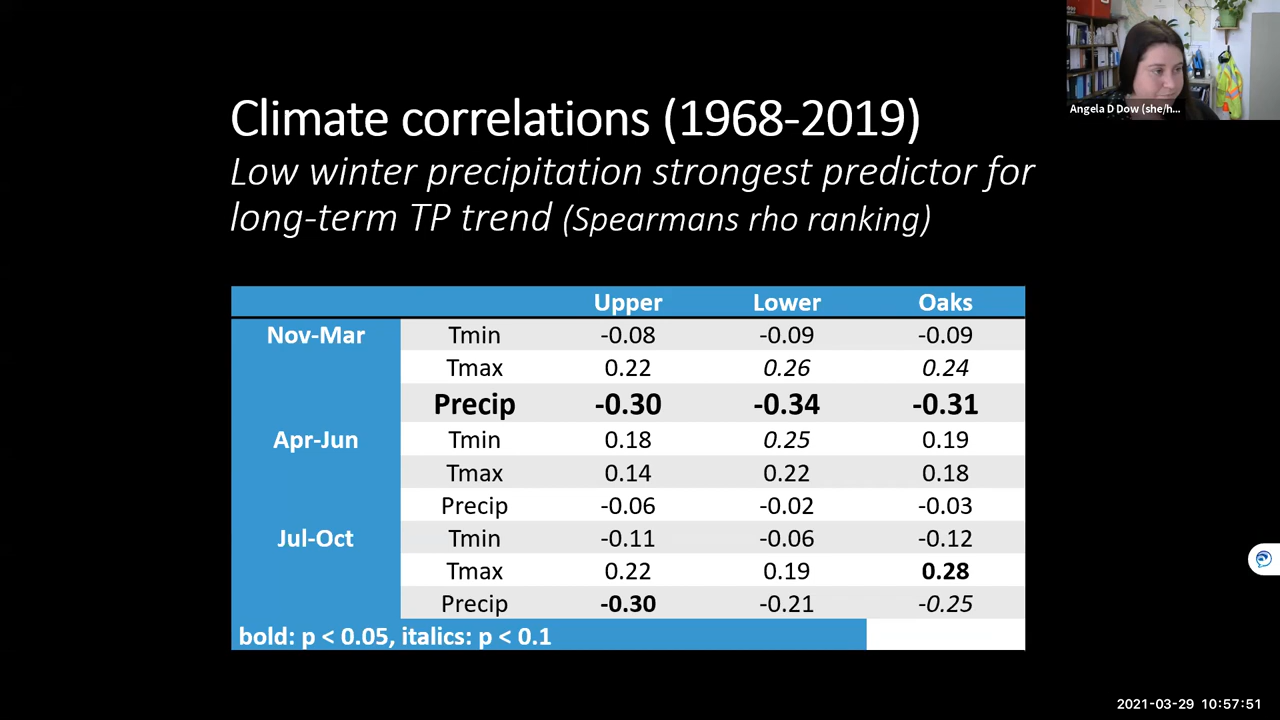 Angela D Dow (she/h...
Climate correlations (1968-2019)
Low winter precipitation strongest predictor for
long-term TP trend (Spearmans rho ranking)
Upper Lower Oaks
Nov-Mar Tmin -0.08 -0.09 -0.09
Tmax 0.22 0.26 0.24
Precip -0.30 -0.34 -0.31
Apr-Jun Tmin 0.18 0.25 0.19
Tmax 0.14 0.22 0.18
Precip -0.06 -0.02 -0.03
Jul-Oct Tmin -0.11 -0.06 -0.12
Tmax 0.22 0.19 0.28
Precip -0.30 -0.21 -0.25
bold: p < 0.05, italics: p < 0.1
2021-03-29 10:57:51